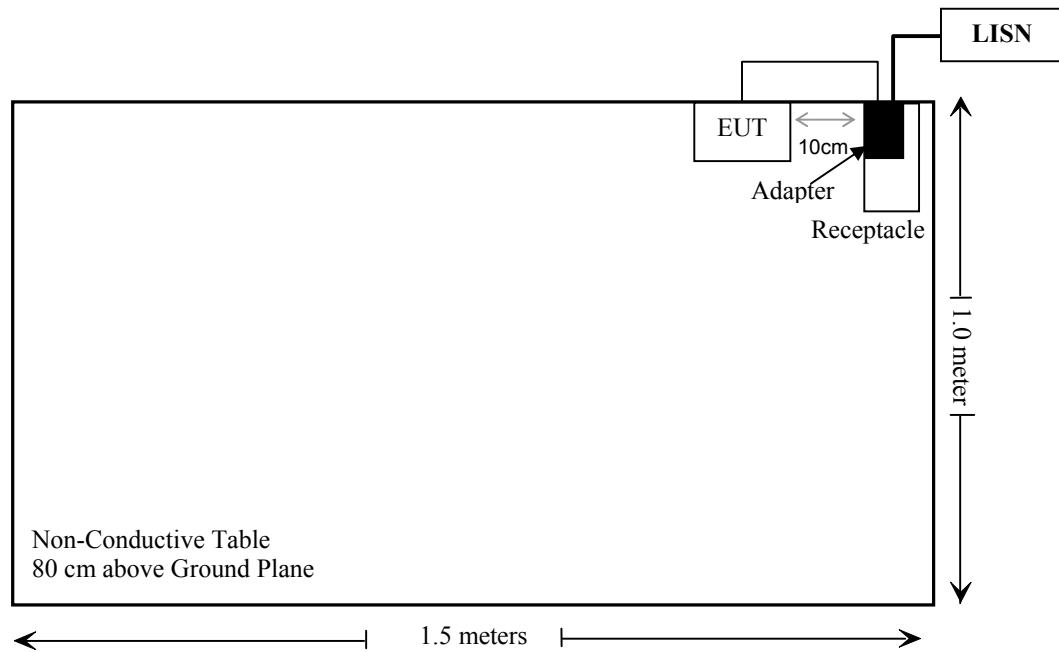 LISN
EUT
10cm
Adapter
Receptacle
1.0 meter
Non-Conductive Table
80 cm above Ground Plane
1.5 meters